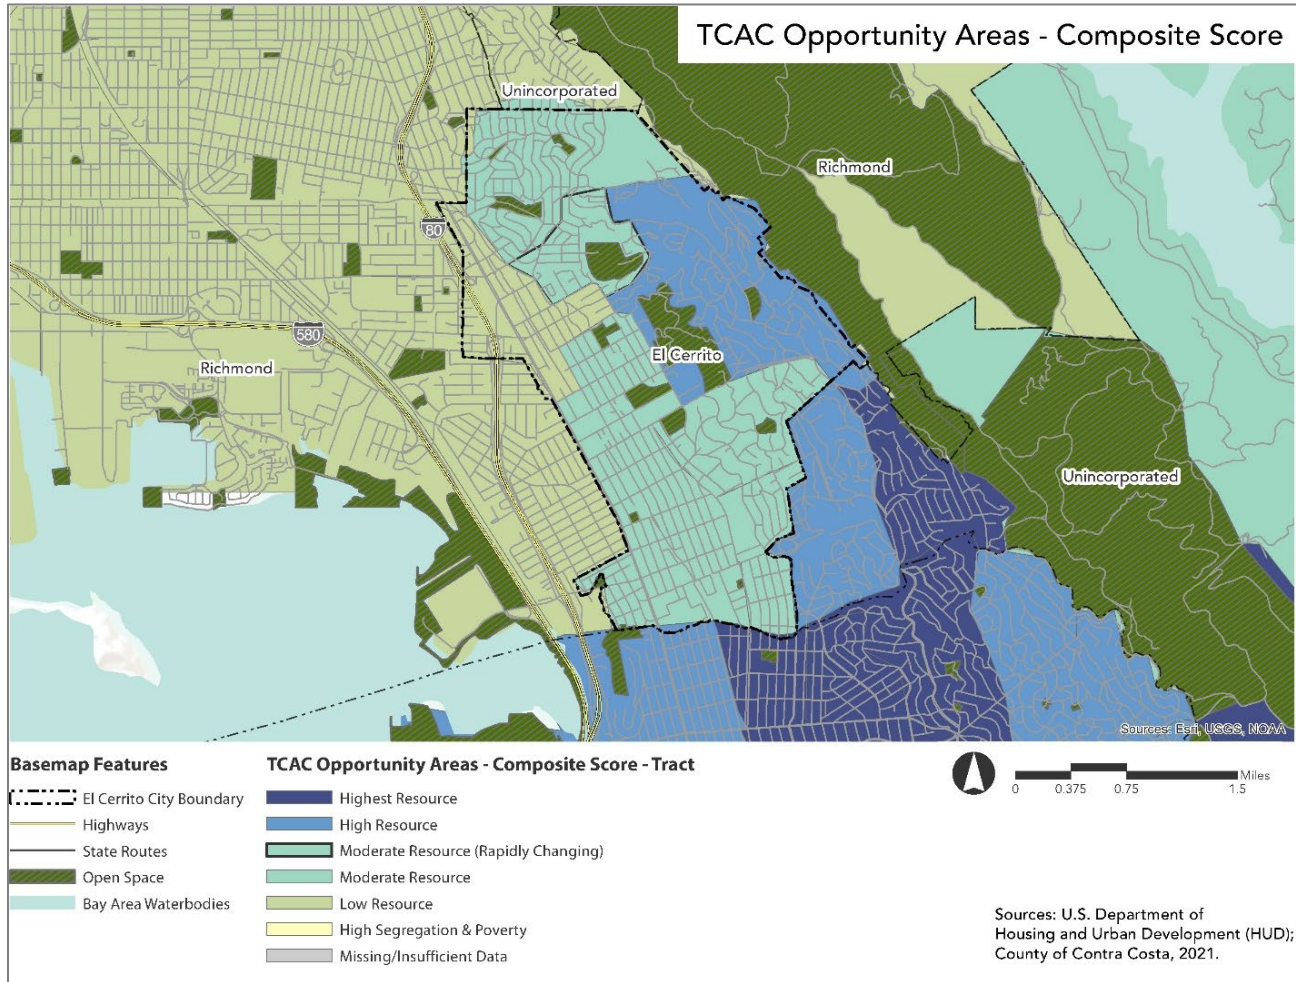 TCAC Opportunity Areas - Composite Score
Unincorporated
Richmond
80
580
Richmond
El Cerrito
Unincorporated
Sources: Esri, USGS, NOAA
Basemap Features
El Cerrito City Boundary
Highways
State Routes
Open Space
Bay Area Waterbodies
TCAC Opportunity Areas - Composite Score - Tract
Highest Resource
High Resource
Moderate Resource (Rapidly Changing)
Moderate Resource
Low Resource
High Segregation & Poverty
Missing/Insufficient Data
Miles
0 0.375 0.75 1.5
Sources: U.S. Department of
Housing and Urban Development (HUD);
County of Contra Costa, 2021.